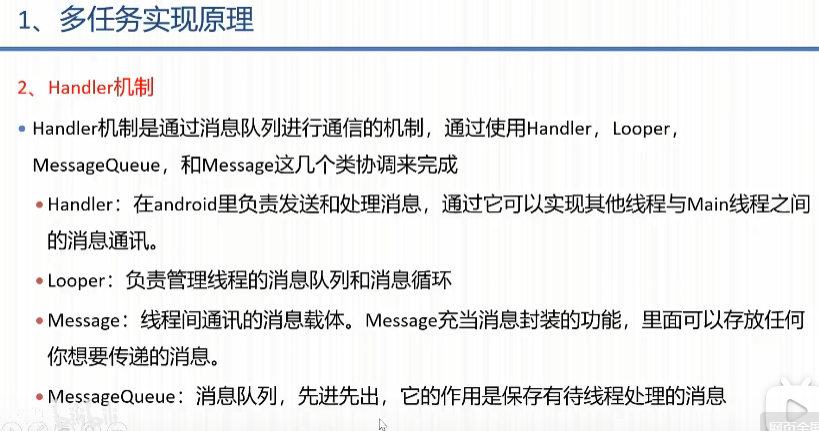 1、多任务实现原理
2、Handler机制
• Handler机制是通过消息队列进行通信的机制，通过使用Handler，Looper，
MessageQueue，和Message这几个类协调来完成
• Handler：在android里负责发送和处理消息，通过它可以实现其他线程与Main线程之间
的消息通讯。
• Looper：负责管理线程的消息队列和消息循环
• Message：线程间通讯的消息载体。Message充当消息封装的功能，里面可以存放任何
你想要传递的消息。
• MessageQueue：消息队列，先进先出，它的作用是保存有待线程处理的消息